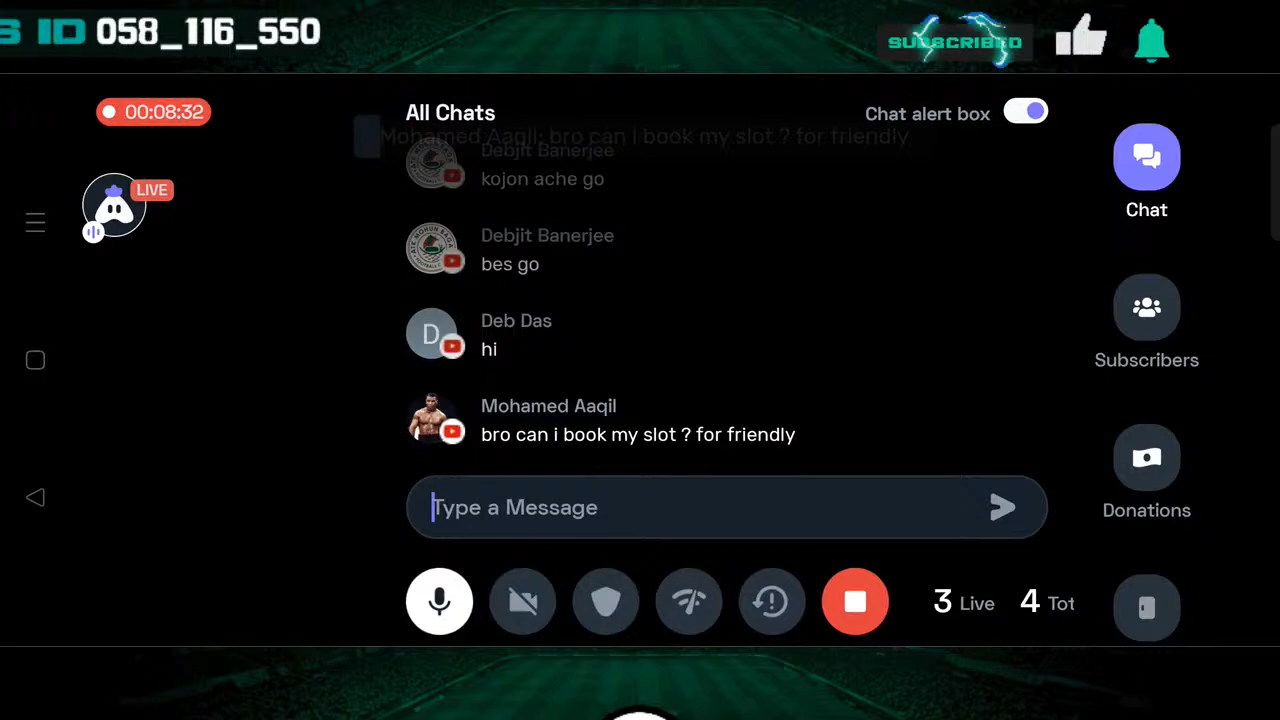 S ID 058_116_550
SUBSCRIBED
00:08:32
All Chats
Chat alert box
Mohamed Aaqil: bro can i book my slot ? for friendly
Debjit Banerjee
kojon ache go
LIVE
Debjit Banerjee
bes go
Deb Das
D
hi
Mohamed Aaqil
bro can i book my slot ? for friendly
Type a Message
3 Live 4 Tot
Chat
Subscribers
Donations